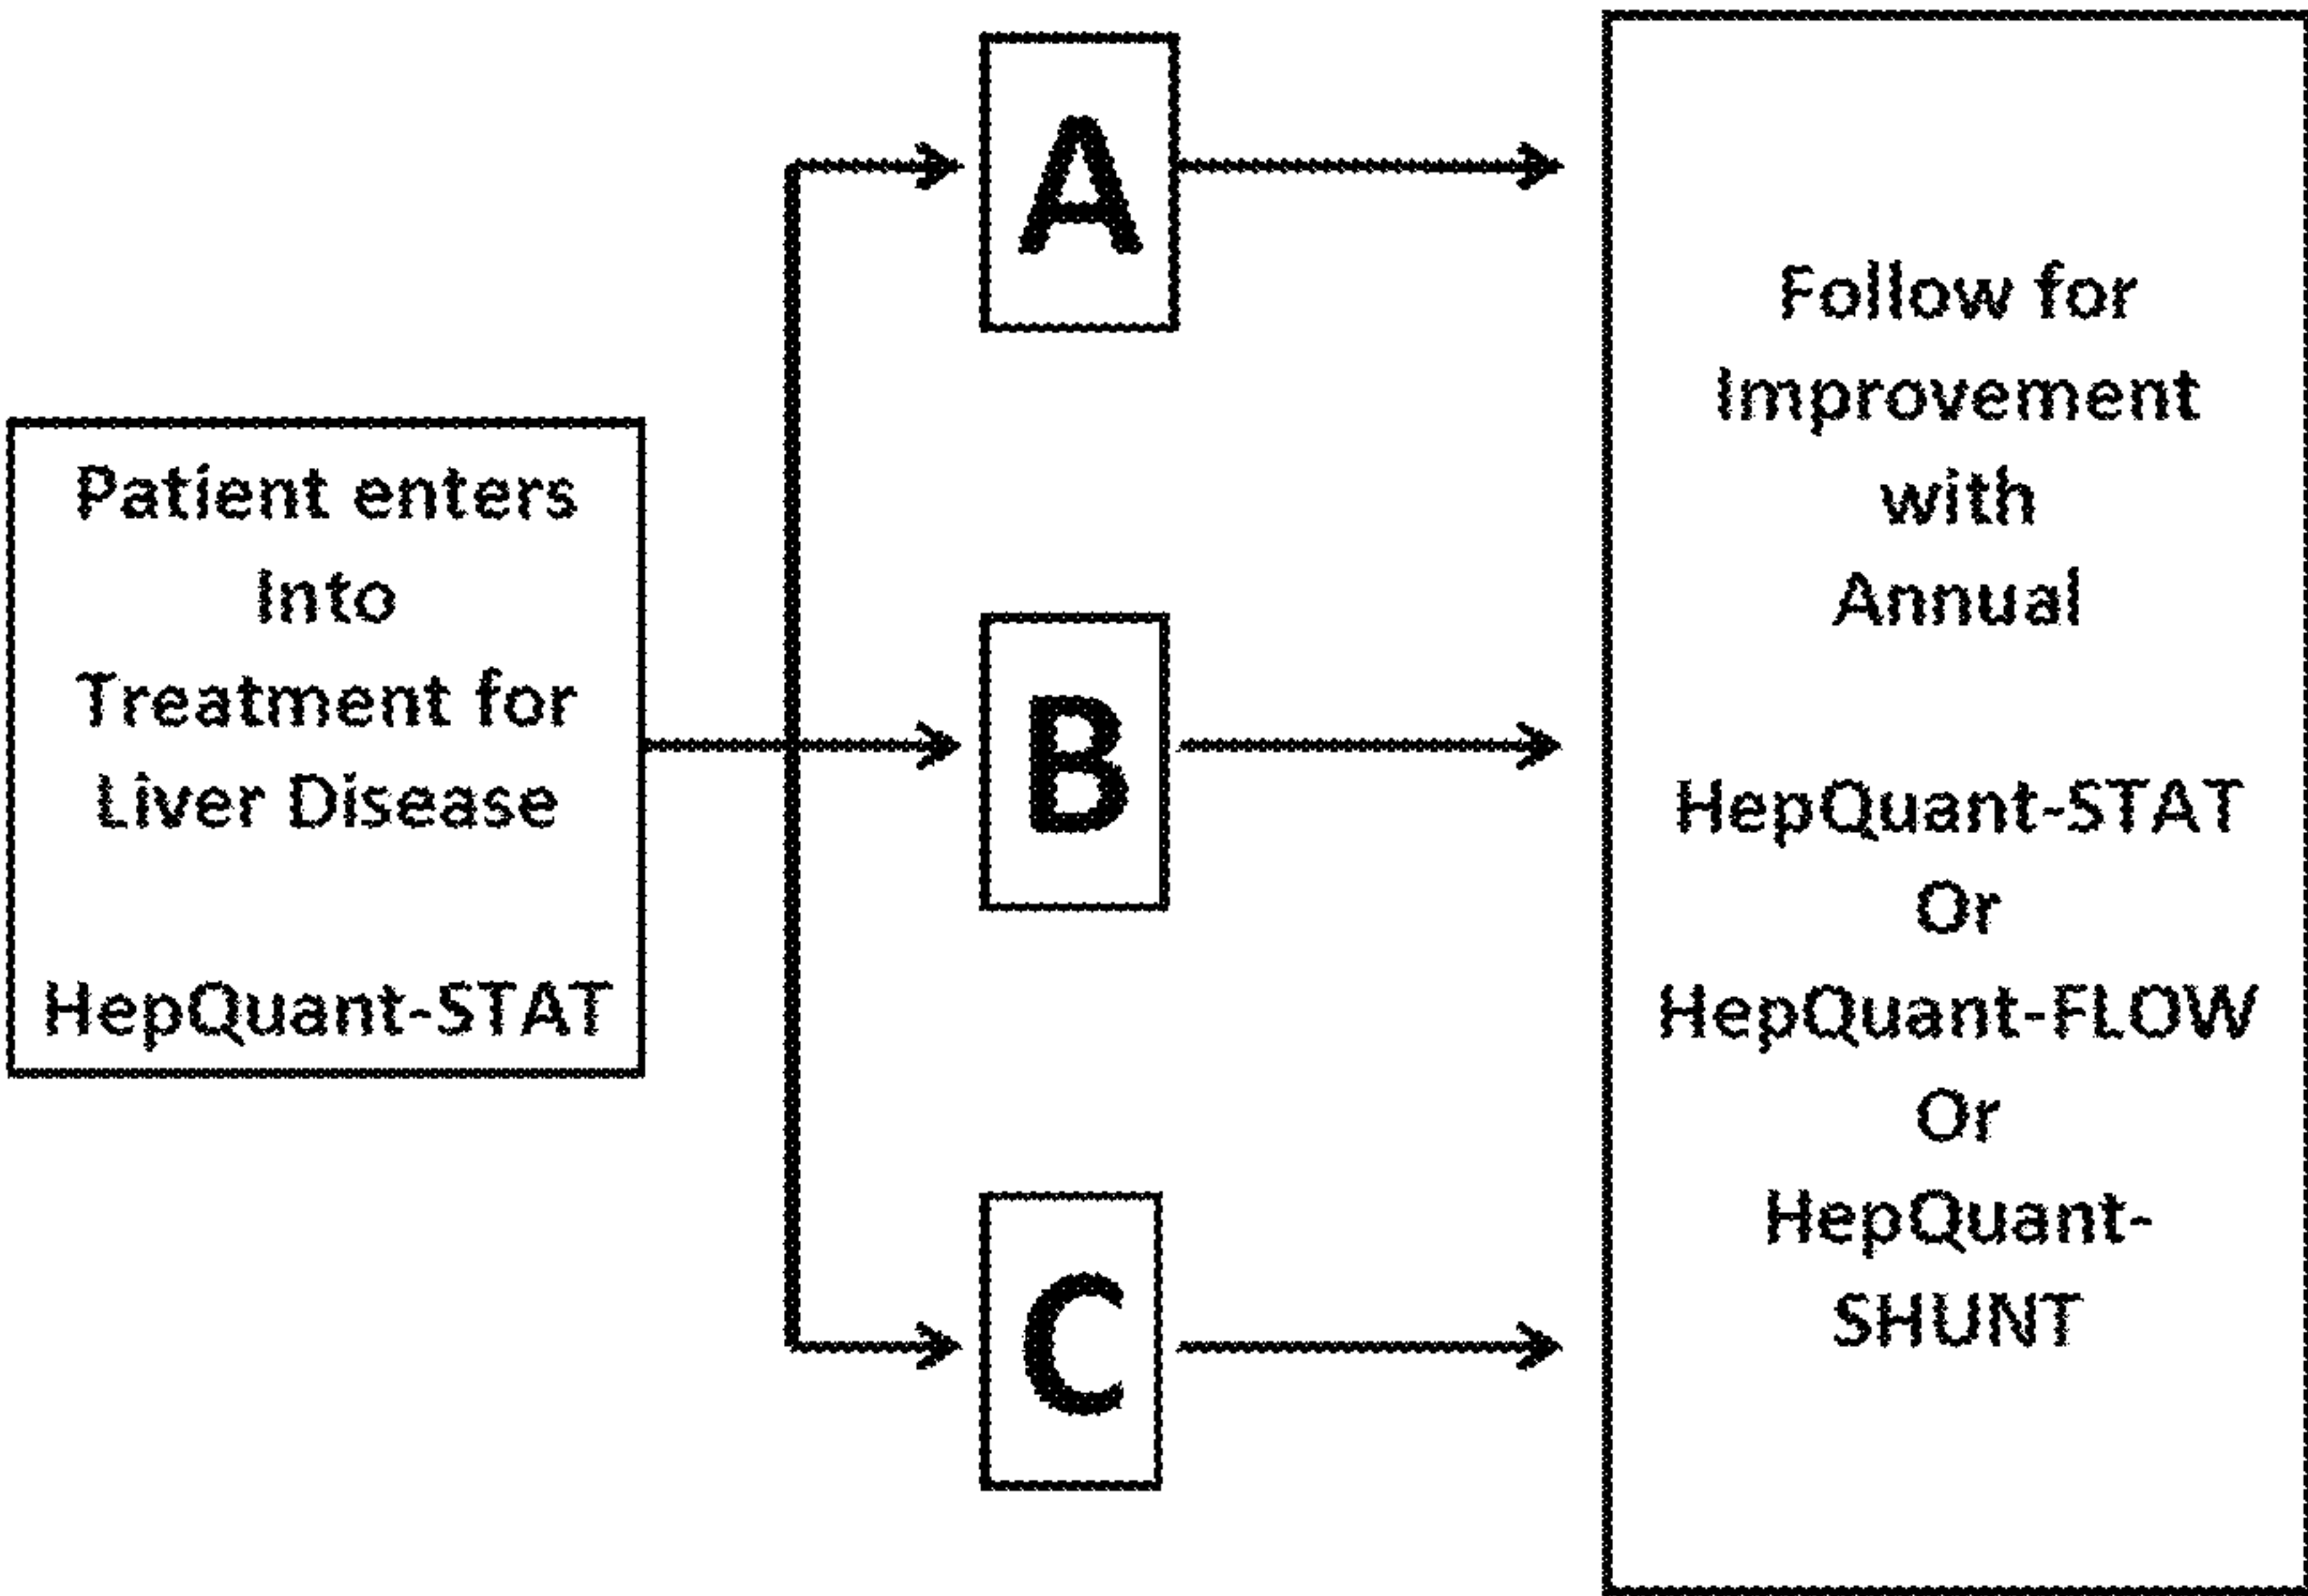 Patient enters
Into
Treatment for
Liver Disease
HepQuant-STAT
A
B
C
Follow for
Improvement
with
Annual
HepQuant-STAT
Or
HepQuant-FLOW
Or
HepQuant-
SHUNT